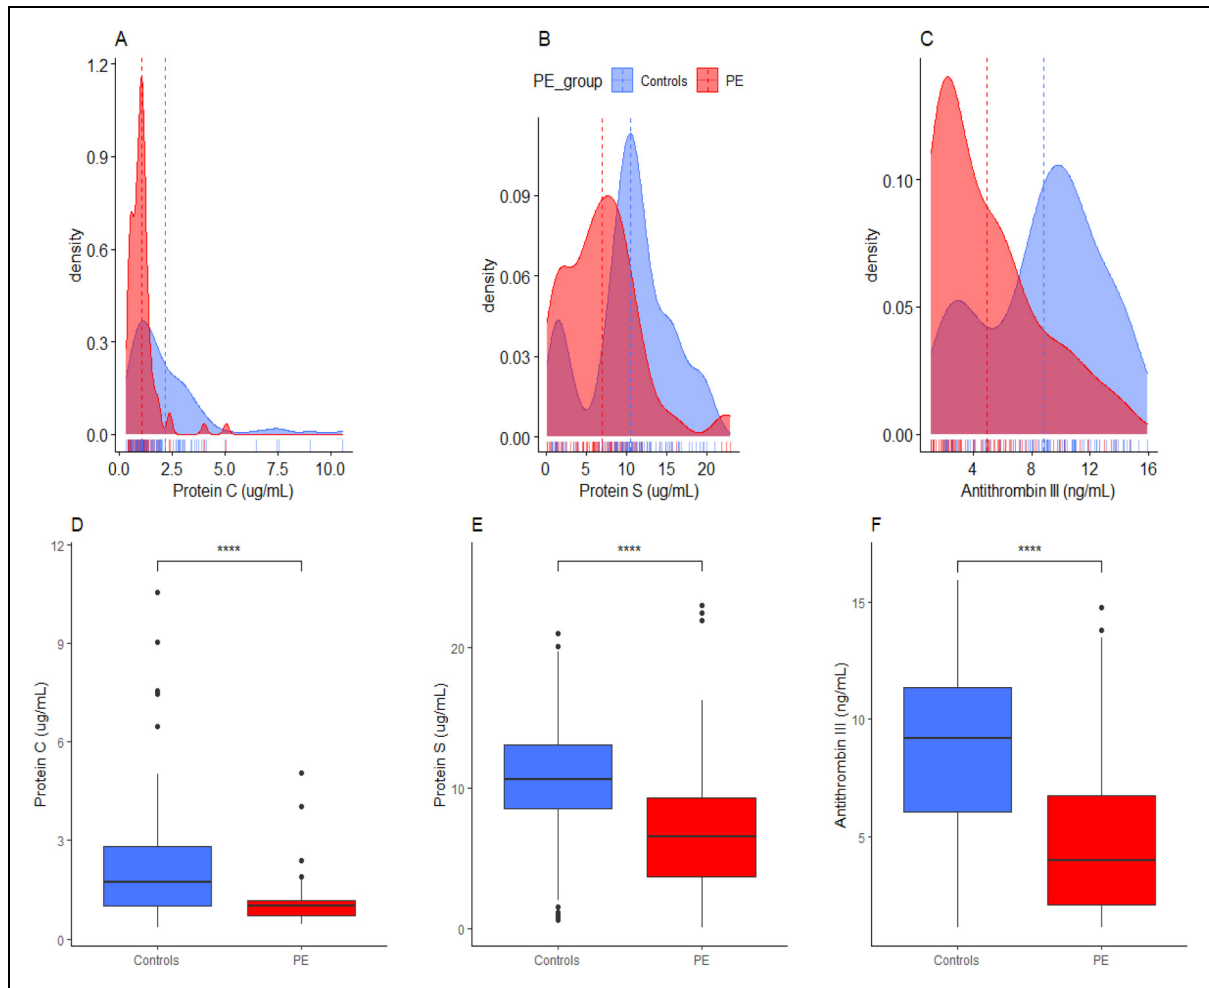 A
B
C
PE_group Controls PE
1.2
0.9
0.6
0.3
0.0
density
0.0 2.5 5.0 7.5 10.0
Protein C (ug/mL)
0.09
0.06
0.03
0.00
density
0 5 10 15 20
Protein S (ug/mL)
0.10
0.05
0.00
density
4 8 12 16
Antithrombin III (ng/mL)
D
E
F
****
****
****
12
9
6
3
0
Protein C (ug/mL)
Controls PE
20
10
0
Protein S (ug/mL)
Controls PE
15
10
5
Antithrombin III (ng/mL)
Controls PE